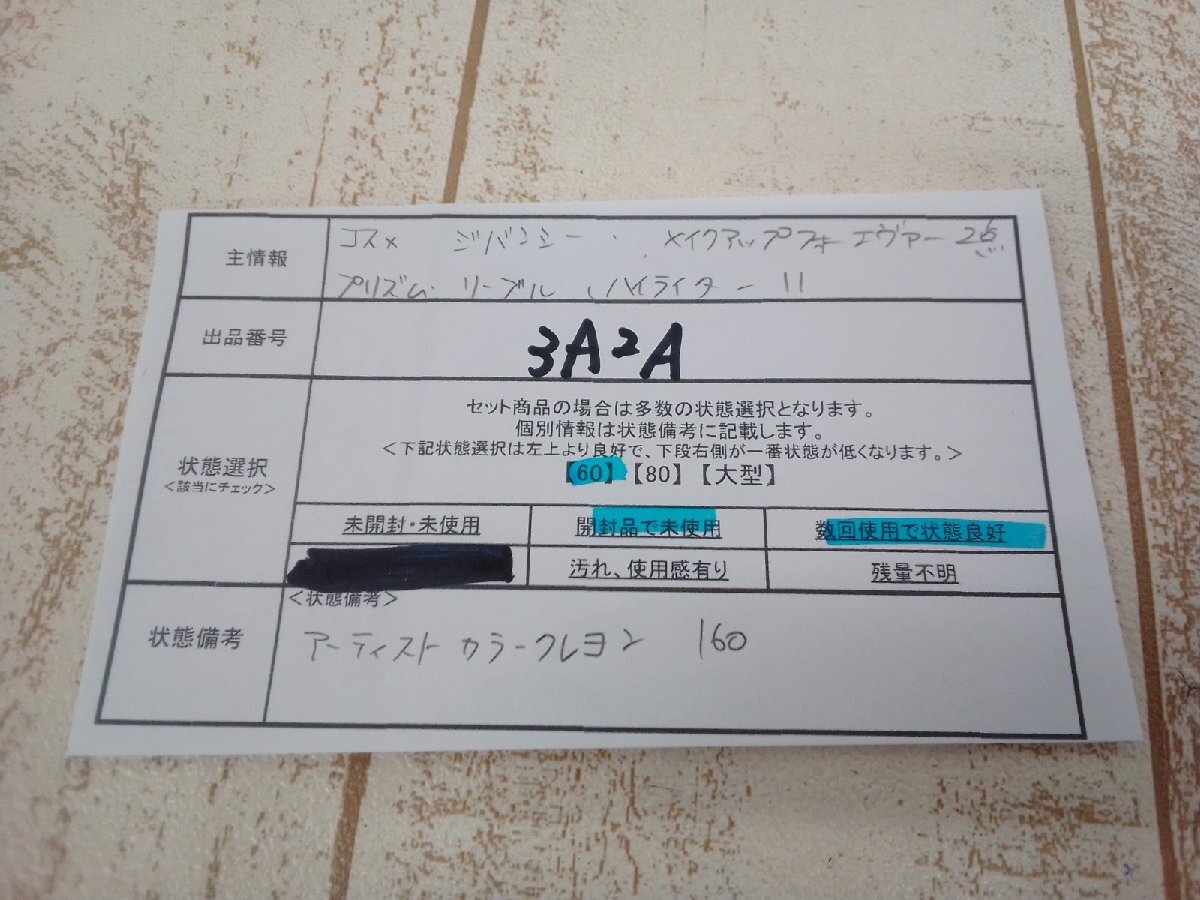 主情報
コスメ ジバンシー . メイクアップフォーエヴァー 2点
プリズム リーブル ハイライター 11
出品番号
3A2A
状態選択
<該当にチェック>
セット商品の場合は多数の状態選択となります。
個別情報は状態備考に記載します。
<下記状態選択は左上より良好で、下段右側が一番状態が低くなります。>
【60】【80】【大型】
未開封・未使用 開封品で未使用 数回使用で状態良好
汚れ、使用感有り 残量不明
状態備考
<状態備考>
アーティスト カラークレヨン 160